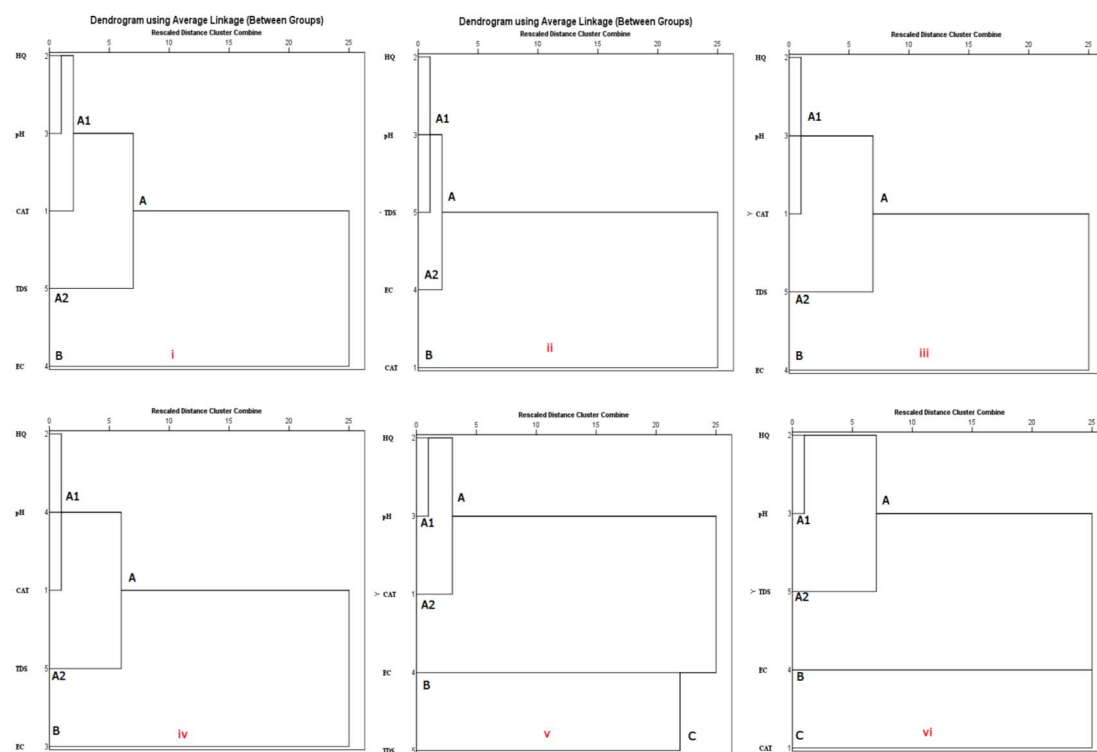 Dendrogram using Average Linkage (Between Groups)
Rescaled Distance Cluster Combine
0 5 10 15 20 25
HQ 2
A1
pH 3
A
CAT 1
TDS 5
A2
B
i
EC 4
Dendrogram using Average Linkage (Between Groups)
Rescaled Distance Cluster Combine
0 5 10 15 20 25
HQ 2
A1
pH 3
A
TDS 5
A2
EC 4
B
ii
CAT 1
Rescaled Distance Cluster Combine
0 5 10 15 20 25
HQ 2
A1
pH 3
A
Y CAT 1
TDS 5
A2
B
iii
EC 4
Rescaled Distance Cluster Combine
0 5 10 15 20 25
HQ 2
A1
pH 4
A
CAT 1
TDS 5
A2
B
iv
EC 3
Rescaled Distance Cluster Combine
0 5 10 15 20 25
HQ 2
A
pH 3
A1
Y CAT 1
A2
EC 4
B
v
C
TDS 5
Rescaled Distance Cluster Combine
0 5 10 15 20 25
HQ 2
A
pH 3
A1
Y TDS 5
A2
EC 4
B
vi
C
CAT 1